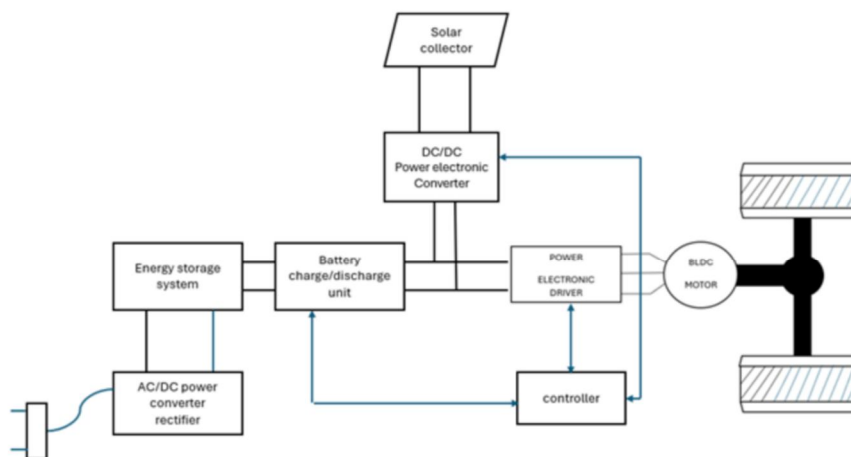 Solar
collector
DC/DC
Power electronic
Converter
Energy storage
system
Battery
charge/discharge
unit
POWER
ELECTRONIC
DRIVER
BLDC
MOTOR
AC/DC power
converter
rectifier
controller